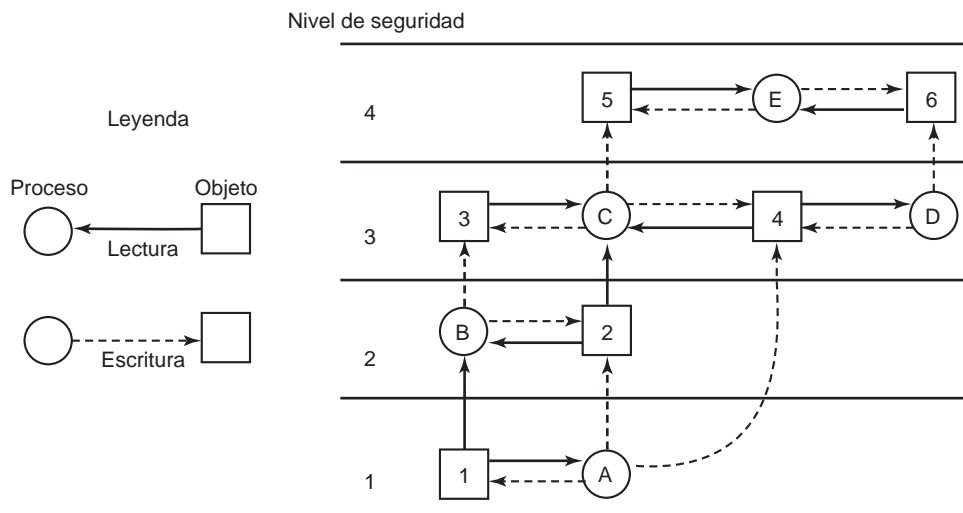 Nivel de seguridad
Leyenda
Proceso
Objeto
Lectura
Escritura
4
5
E
6
3
3
C
4
D
2
B
2
1
1
A